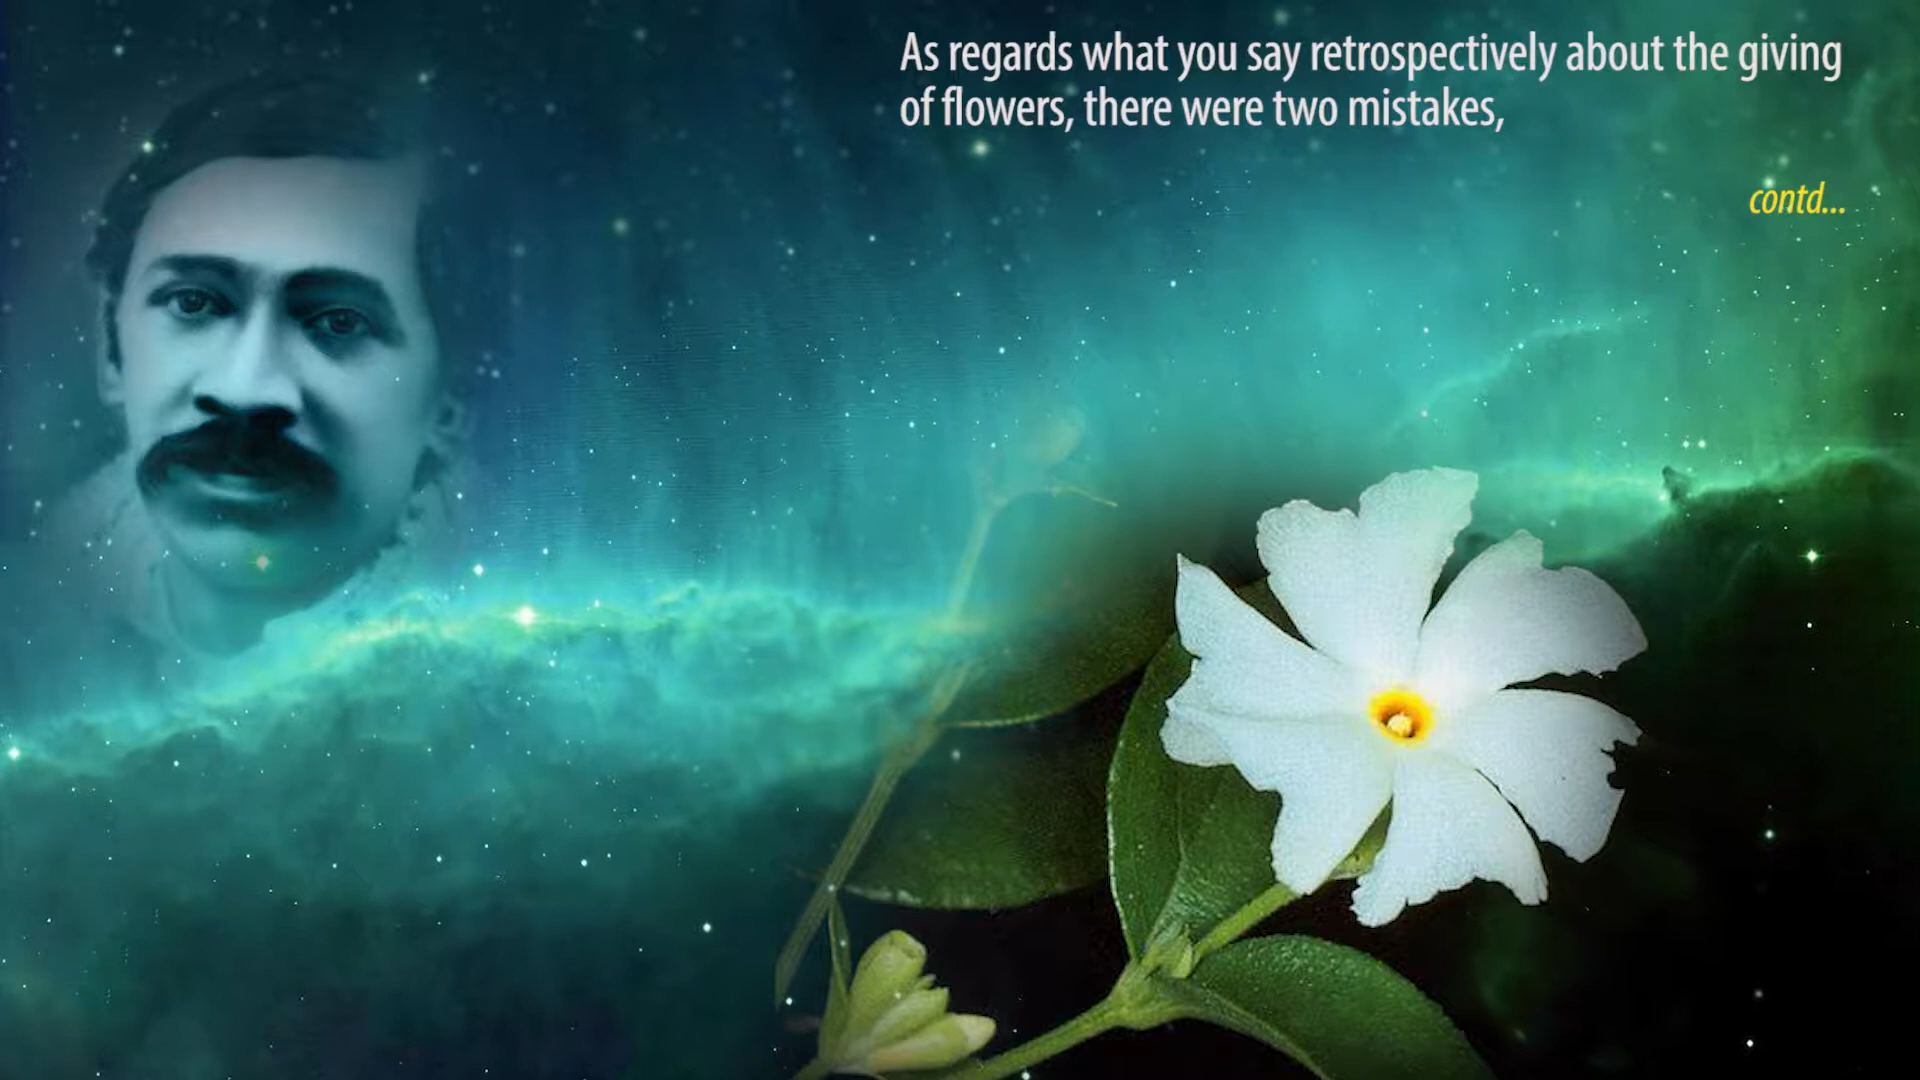 As regards what you say retrospectively about the giving
of flowers, there were two mistakes,
contd...